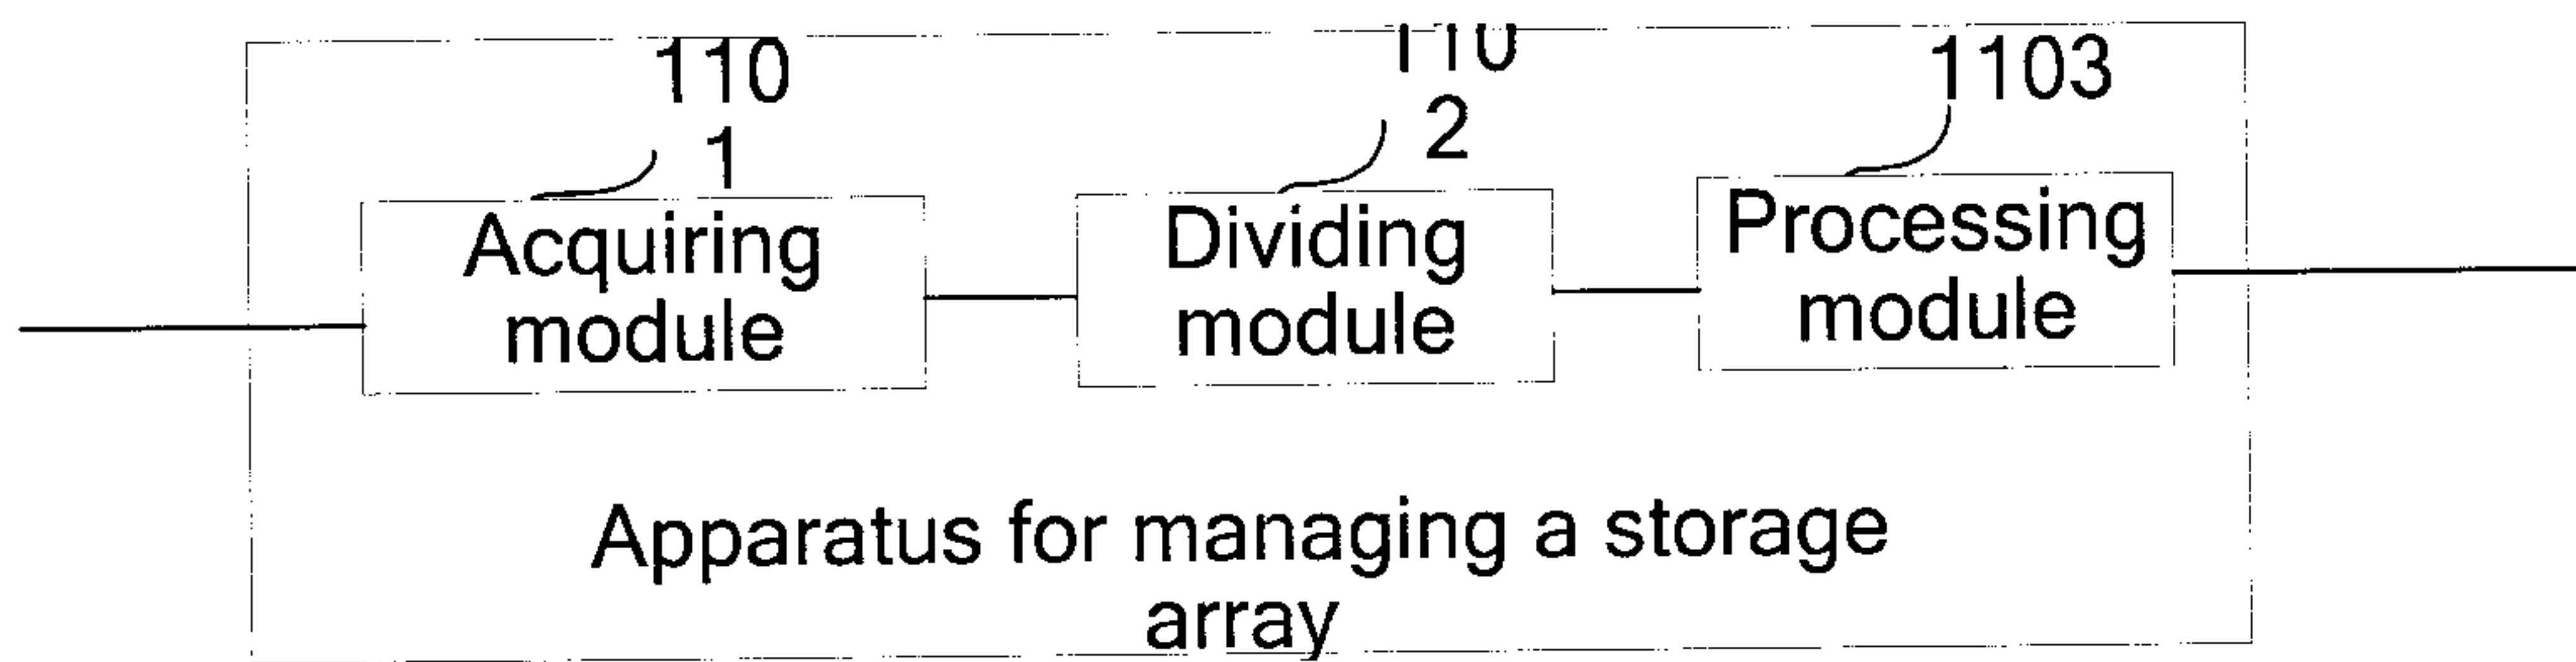 110
1
110
2
1103
Acquiring
module
Dividing
module
Processing
module
Apparatus for managing a storage
array